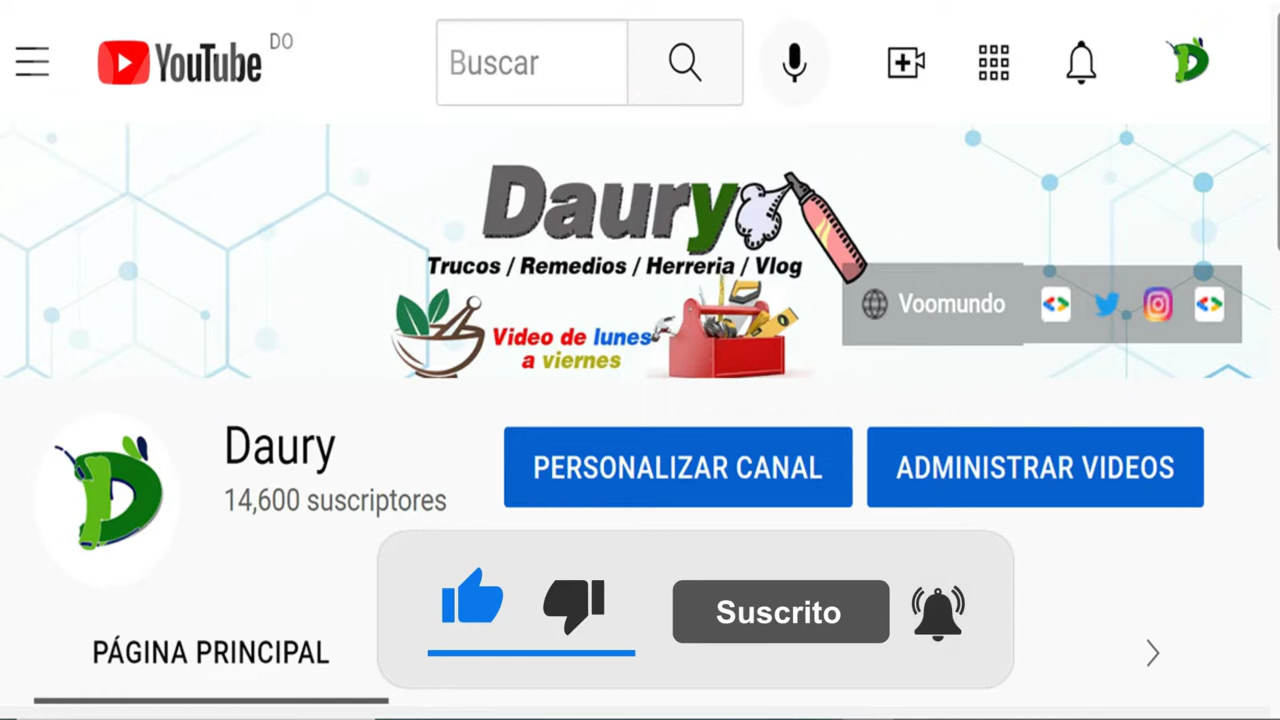 YouTube DO
Buscar
Daury
Trucos / Remedios / Herreria / Vlog
Video de lunes
a viernes
Voomundo
Daury
14,600 suscriptores
PERSONALIZAR CANAL
ADMINISTRAR VIDEOS
Suscrito
PÁGINA PRINCIPAL